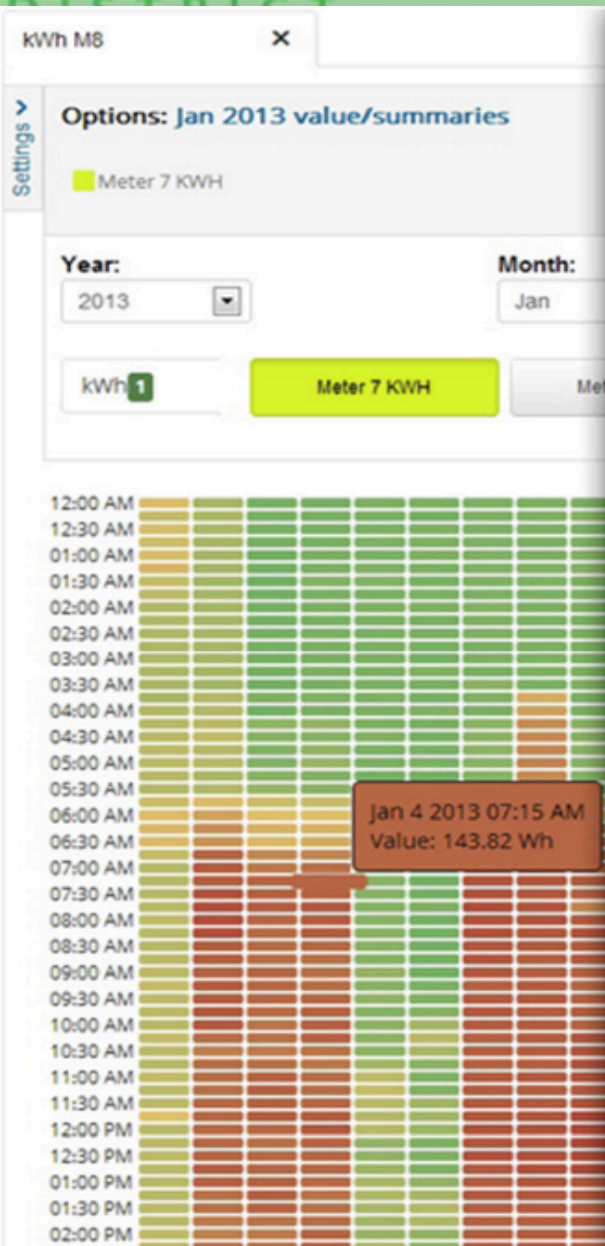 DISTRICT
kWh M8 ×
Settings >
Options: Jan 2013 value/summaries
Meter 7 KWH
Year:
Month:
2013
Jan
kWh 1
Meter 7 KWH
Met
12:00 AM
12:30 AM
01:00 AM
01:30 AM
02:00 AM
02:30 AM
03:00 AM
03:30 AM
04:00 AM
04:30 AM
05:00 AM
05:30 AM
Jan 4 2013 07:15 AM
Value: 143.82 Wh
06:00 AM
06:30 AM
07:00 AM
07:30 AM
08:00 AM
08:30 AM
09:00 AM
09:30 AM
10:00 AM
10:30 AM
11:00 AM
11:30 AM
12:00 PM
12:30 PM
01:00 PM
01:30 PM
02:00 PM